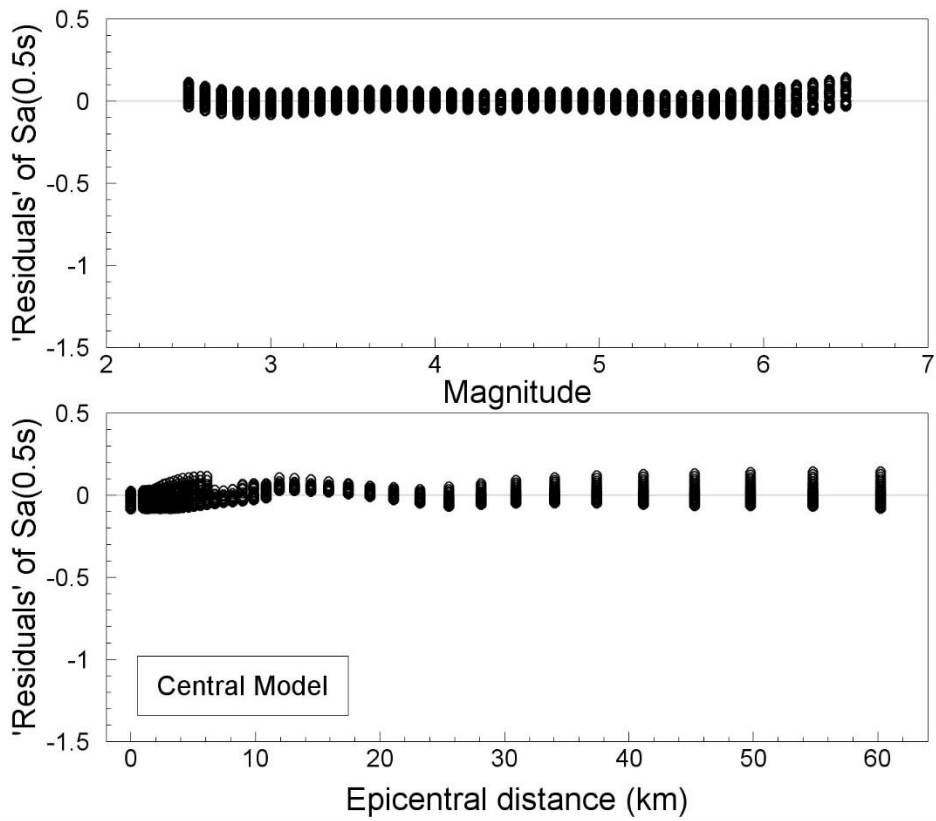 'Residuals' of Sa(0.5s)
0.5
0
-0.5
-1
-1.5
2 3 4 5 6 7
Magnitude
'Residuals' of Sa(0.5s)
0.5
0
-0.5
-1
-1.5
Central Model
0 10 20 30 40 50 60
Epicentral distance (km)